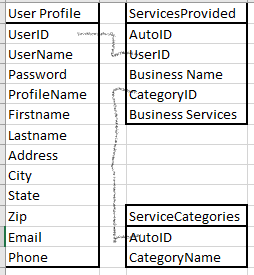 User Profile
UserID
UserName
Password
ProfileName
Firstname
Lastname
Address
City
State
Zip
Email
Phone
ServicesProvided
AutoID
UserID
Business Name
CategoryID
Business Services
ServiceCategories
AutoID
CategoryName